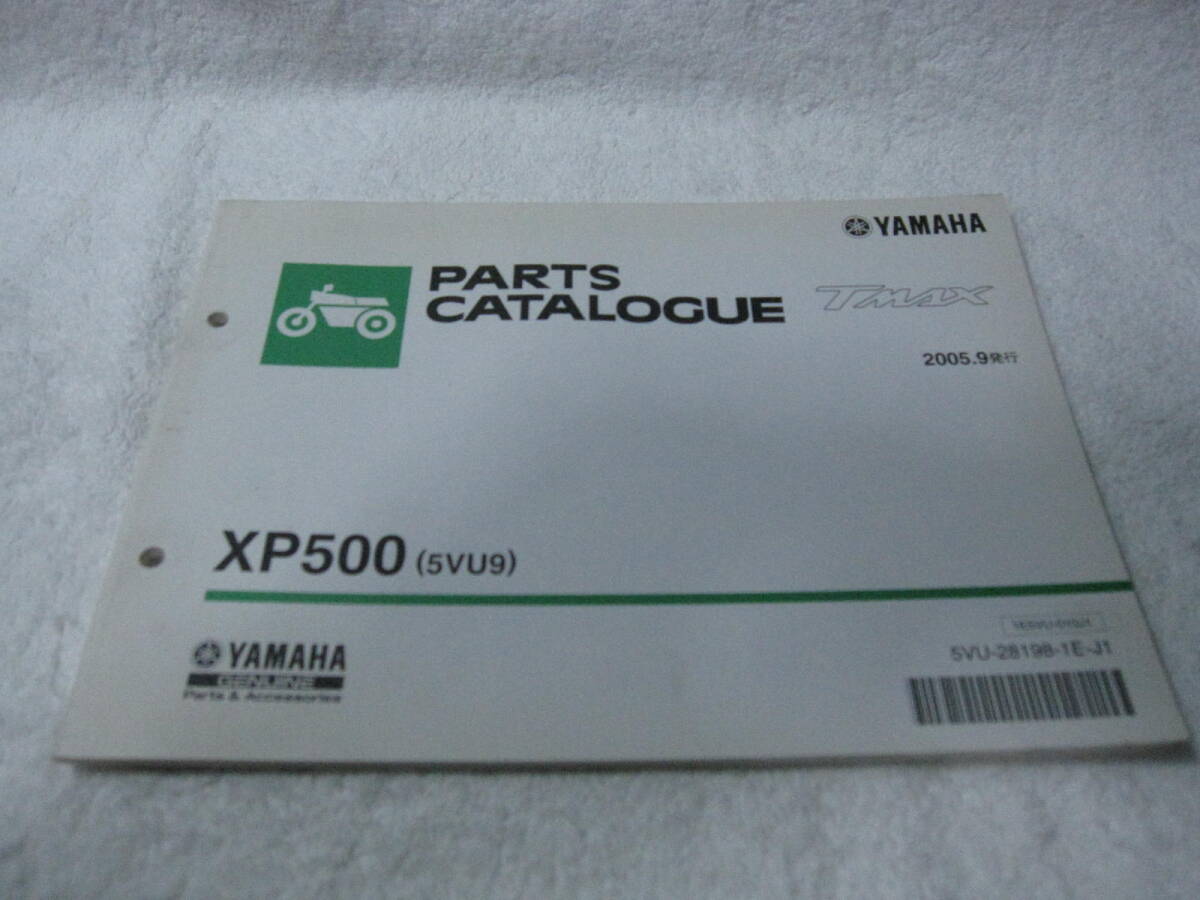 YAMAHA
PARTS
CATALOGUE
TMAX
2005.9発行
XP500 (5VU9)
YAMAHA
GENUINE
Parts & Accessories
5VU-28198-1E-J1